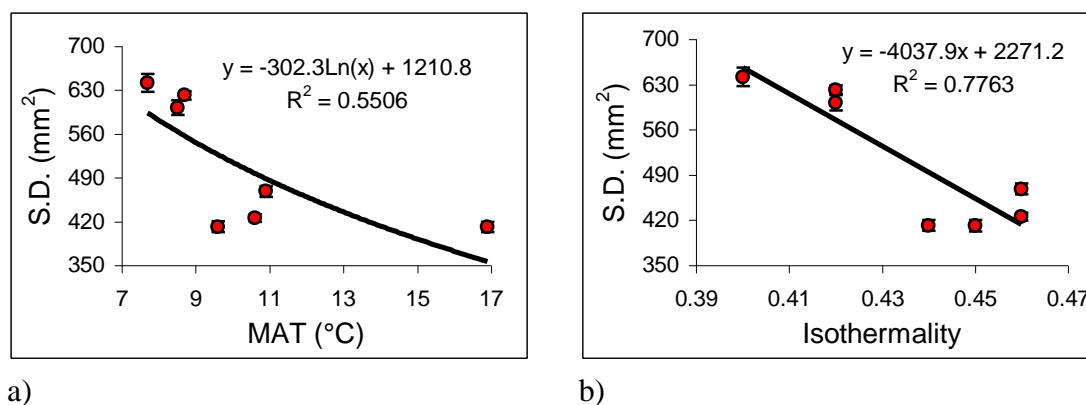 700
630
560
490
420
350
S.D. (mm²)
y = -302.3Ln(x) + 1210.8
R² = 0.5506
7 9 11 13 15 17
MAT (°C)
a)
700
630
560
490
420
350
S.D. (mm²)
y = -4037.9x + 2271.2
R² = 0.7763
0.39 0.41 0.43 0.45 0.47
Isothermality
b)